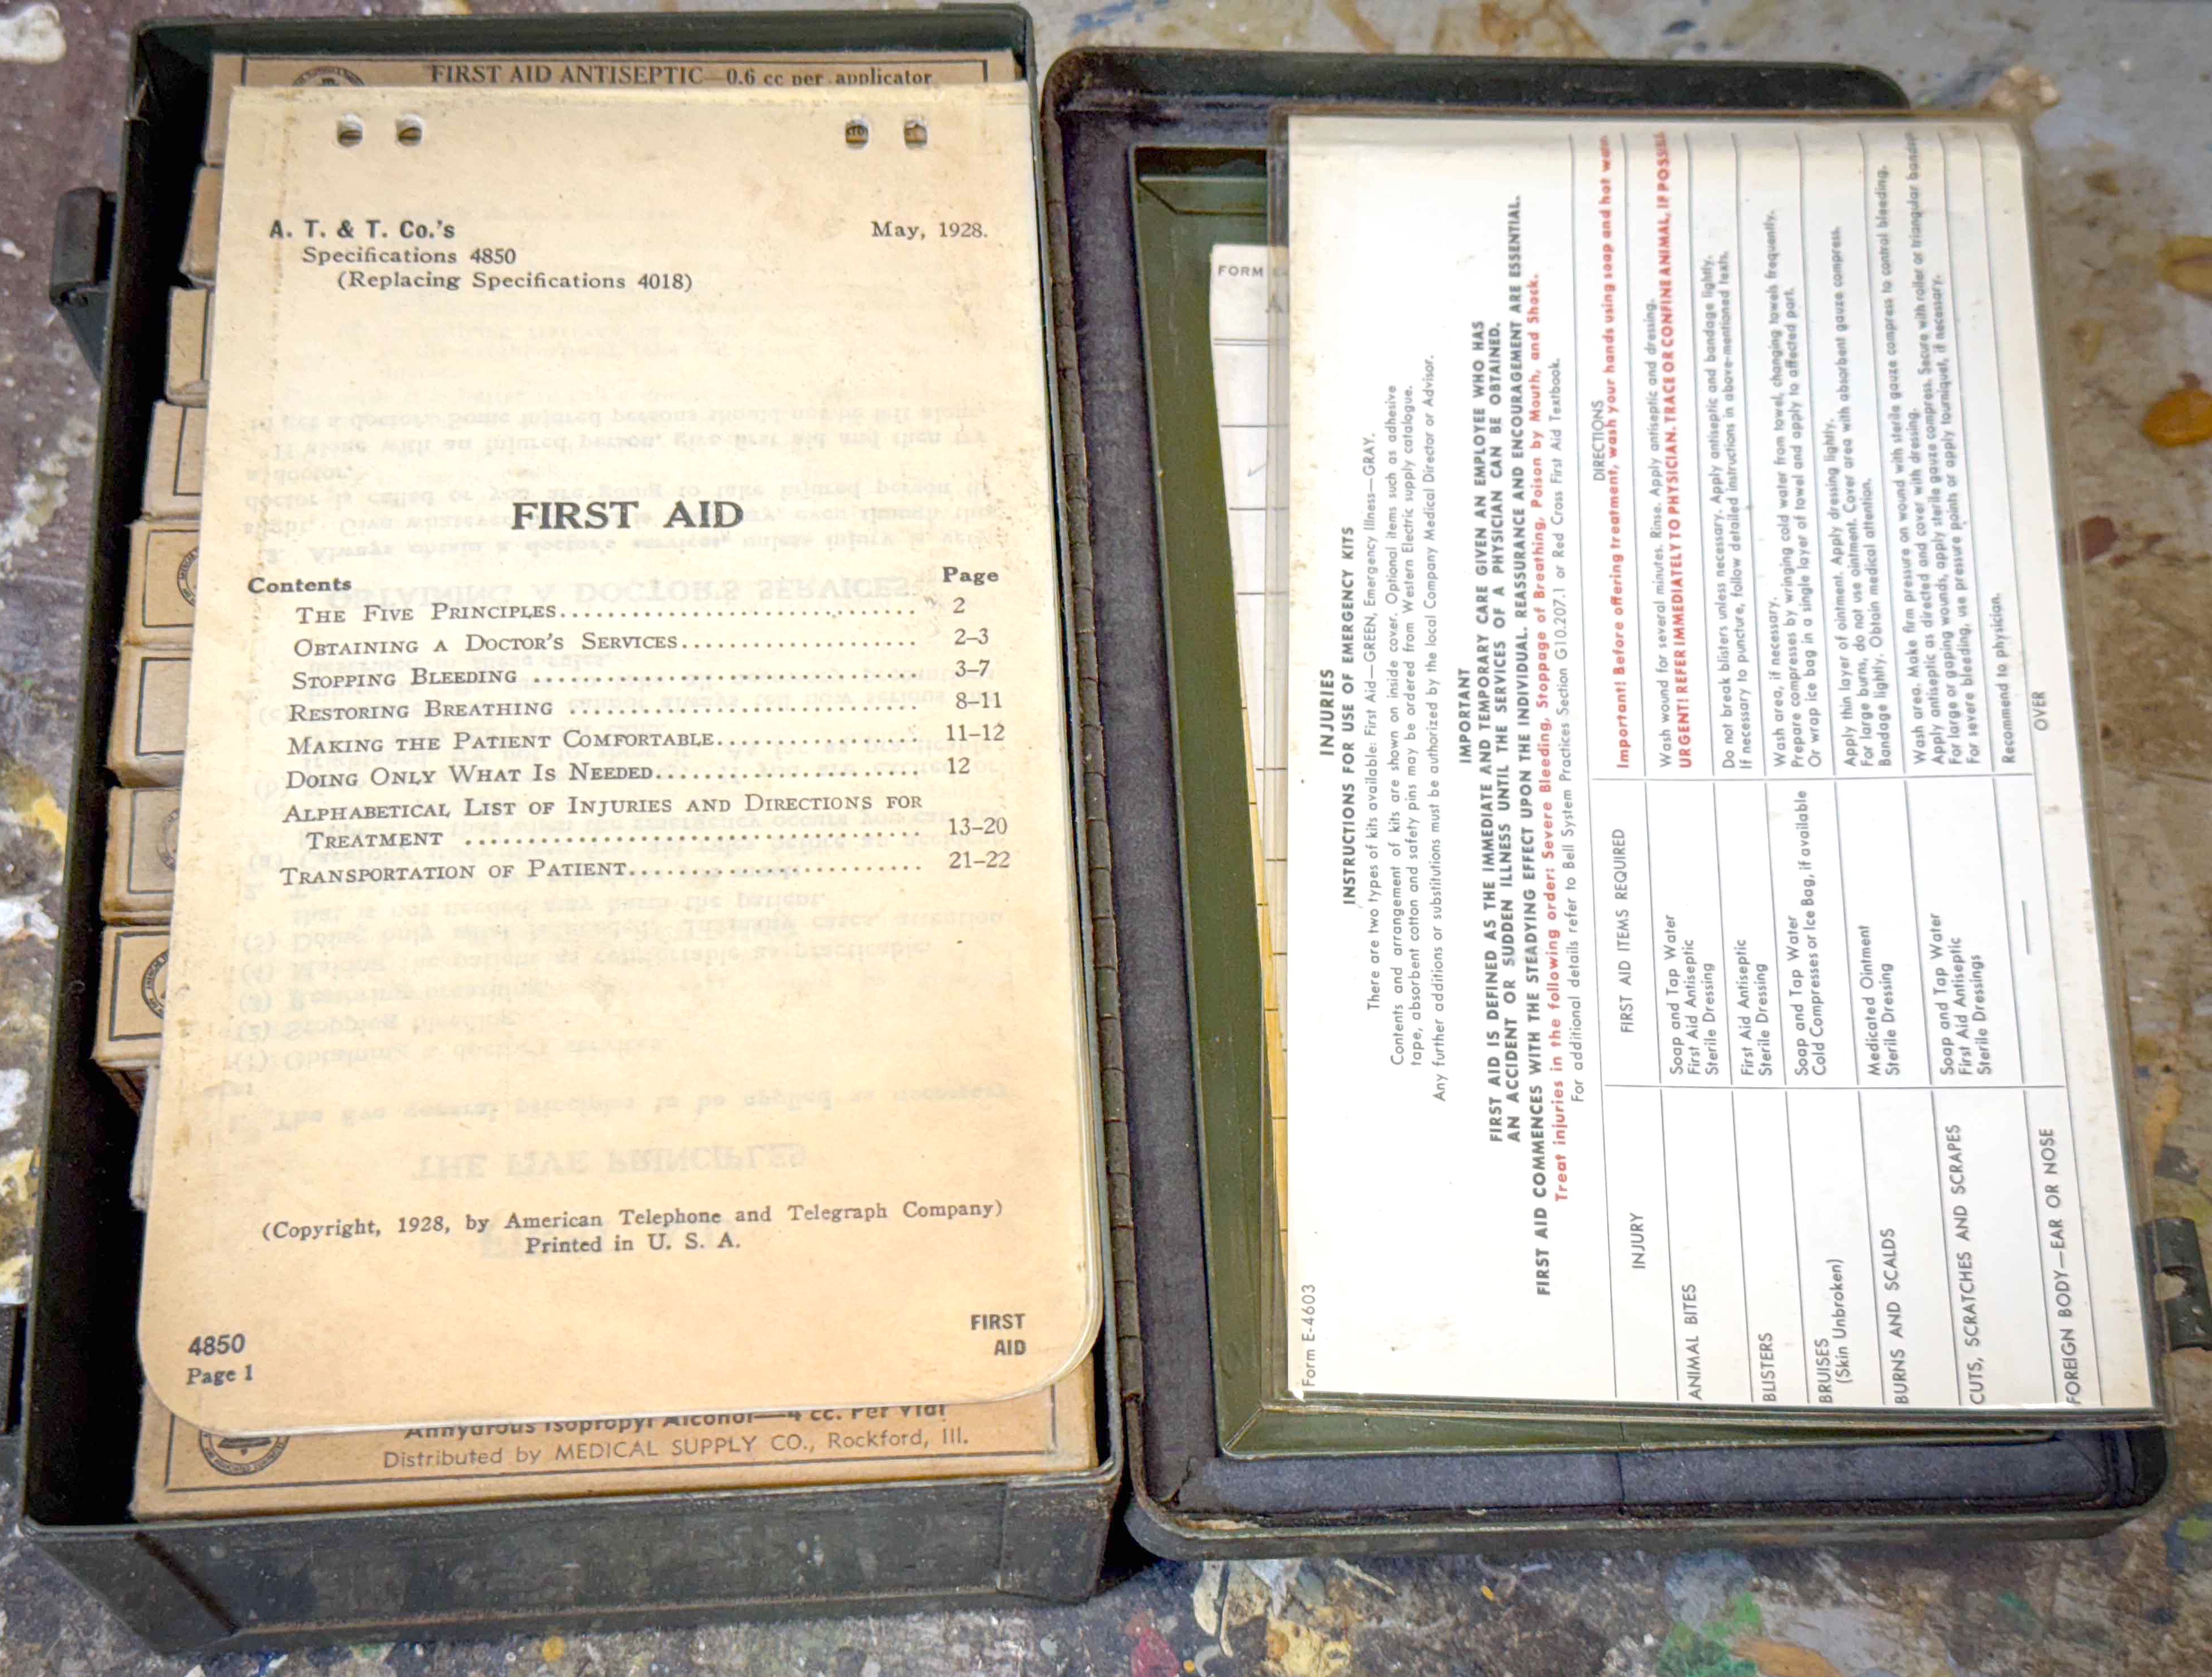 FIRST AID ANTISEPTIC—0.6 cc per applicator
A. T. & T. Co.'s
May, 1928.
Specifications 4850
(Replacing Specifications 4018)
FIRST AID
Contents Page
THE FIVE PRINCIPLES 2
OBTAINING A DOCTOR'S SERVICES 2–3
STOPPING BLEEDING 3–7
RESTORING BREATHING 8–11
MAKING THE PATIENT COMFORTABLE 11–12
DOING ONLY WHAT IS NEEDED 12
ALPHABETICAL LIST OF INJURIES AND DIRECTIONS FOR
TREATMENT 13–20
TRANSPORTATION OF PATIENT 21–22
(Copyright, 1928, by American Telephone and Telegraph Company)
Printed in U. S. A.
4850
Page 1
FIRST
AID
Anhydrous Isopropyl Alcohol—4 cc. Per Vial
Distributed by MEDICAL SUPPLY CO., Rockford, Ill.
FORM
Form E-4603
INJURIES
INSTRUCTIONS FOR USE OF EMERGENCY KITS
There are two types of kits available: First Aid—GREEN, Emergency Illness—GRAY.
Contents and arrangement of kits are shown on inside cover. Optional items such as adhesive
tape, absorbent cotton and safety pins may be ordered from Western Electric supply catalogue.
Any further additions or substitutions must be authorized by the local Company Medical Director or Advisor.
IMPORTANT
FIRST AID IS DEFINED AS THE IMMEDIATE AND TEMPORARY CARE GIVEN AN EMPLOYEE WHO HAS
AN ACCIDENT OR SUDDEN ILLNESS UNTIL THE SERVICES OF A PHYSICIAN CAN BE OBTAINED.
FIRST AID COMMENCES WITH THE STEADYING EFFECT UPON THE INDIVIDUAL. REASSURANCE AND ENCOURAGEMENT ARE ESSENTIAL.
Treat injuries in the following order: Severe Bleeding, Stoppage of Breathing, Poison by Mouth, and Shock.
For additional details refer to Bell System Practices Section G10.207.1 or Red Cross First Aid Textbook.
INJURY FIRST AID ITEMS REQUIRED DIRECTIONS
Important! Before offering treatment, wash your hands using soap and hot water.
ANIMAL BITES
Soap and Tap Water
First Aid Antiseptic
Sterile Dressing
Wash wound for several minutes. Rinse. Apply antiseptic and dressing.
URGENT! REFER IMMEDIATELY TO PHYSICIAN. TRACE OR CONFINE ANIMAL, IF POSSIBLE
BLISTERS
First Aid Antiseptic
Sterile Dressing
Do not break blisters unless necessary. Apply antiseptic and bandage lightly.
If necessary to puncture, follow detailed instructions in above-mentioned texts.
BRUISES
(Skin Unbroken)
Soap and Tap Water
Cold Compresses or Ice Bag, if available
Wash area, if necessary.
Prepare compresses by wringing cold water from towel, changing towels frequently.
Or wrap ice bag in a single layer of towel and apply to affected part.
BURNS AND SCALDS
Medicated Ointment
Sterile Dressing
Apply thin layer of ointment. Apply dressing lightly.
For large burns, do not use ointment. Cover area with absorbent gauze compress.
Bandage lightly. Obtain medical attention.
CUTS, SCRATCHES AND SCRAPES
Soap and Tap Water
First Aid Antiseptic
Sterile Dressings
Wash area. Make firm pressure on wound with sterile gauze compress to control bleeding.
Apply antiseptic as directed and cover with dressing.
For large or gaping wounds, apply sterile gauze compress. Secure with roller or triangular bandage
For severe bleeding, use pressure points or apply tourniquet, if necessary.
FOREIGN BODY—EAR OR NOSE
Recommend to physician.
OVER